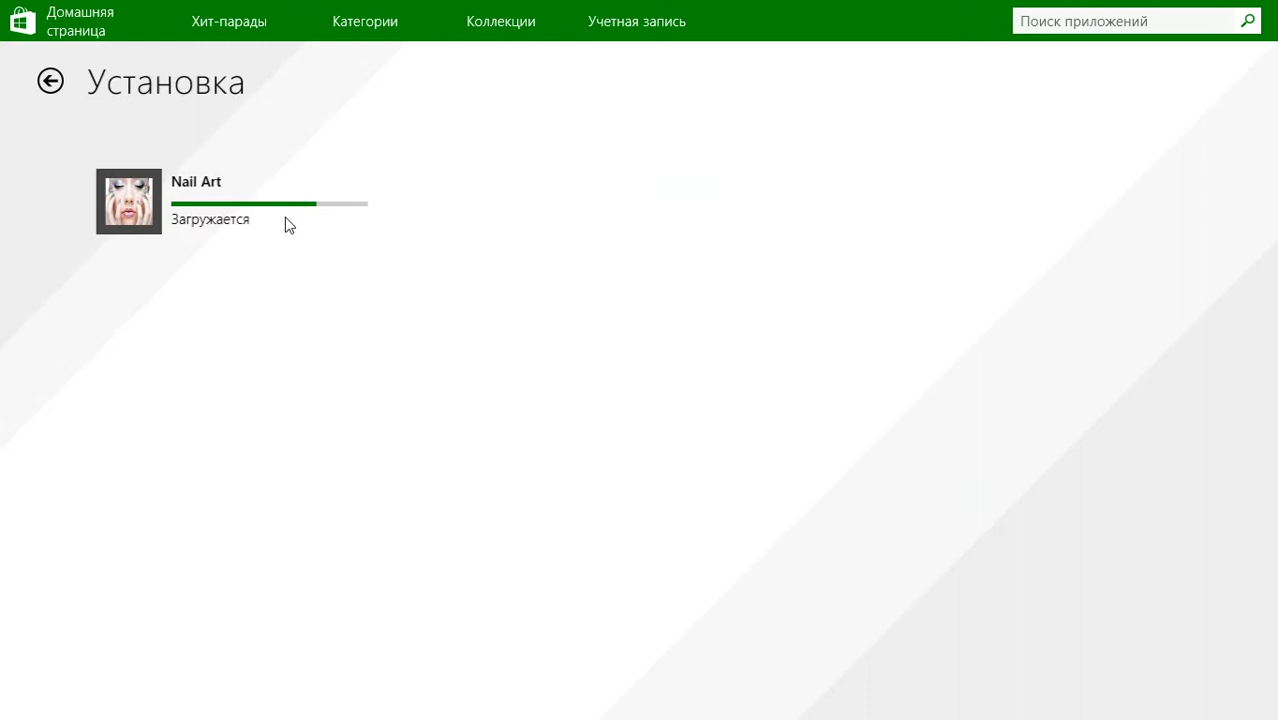 Домашняя
страница
Хит-парады
Категории
Коллекции
Учетная запись
Поиск приложений
Установка
Nail Art
Загружается